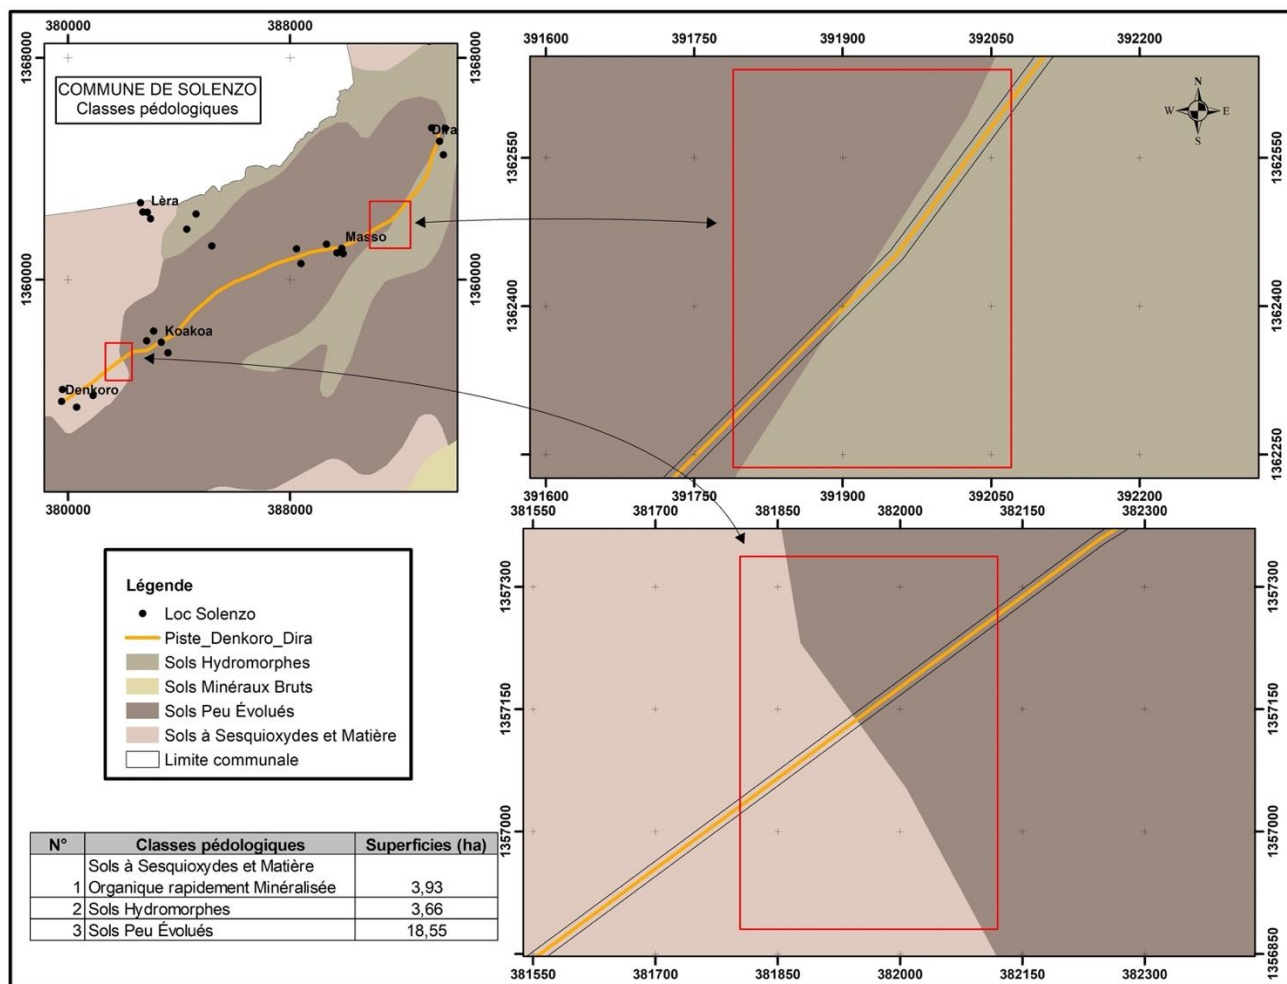 380000 388000
1368000
1368000
COMMUNE DE SOLENZO
Classes pédologiques
Dira
Lèra
Masso
1360000
1360000
Koakoa
Denkoro
380000 388000
391600 391750 391900 392050 392200
N
W E
S
1362550
1362550
1362400
1362400
1362250
1362250
391600 391750 391900 392050 392200
381550 381700 381850 382000 382150 382300
1357300
1357300
1357150
1357150
1357000
1357000
1356850
381550 381700 381850 382000 382150 382300
Légende
Loc Solenzo
Piste_Denkoro_Dira
Sols Hydromorphes
Sols Minéraux Bruts
Sols Peu Évolués
Sols à Sesquioxydes et Matière
Limite communale
N° Classes pédologiques Superficies (ha)
Sols à Sesquioxydes et Matière
1 Organique rapidement Minéralisée 3,93
2 Sols Hydromorphes 3,66
3 Sols Peu Évolués 18,55